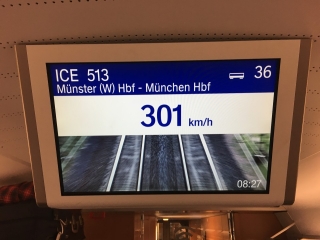 ICE 513 36
Münster (W) Hbf - München Hbf
301 km/h
08:27